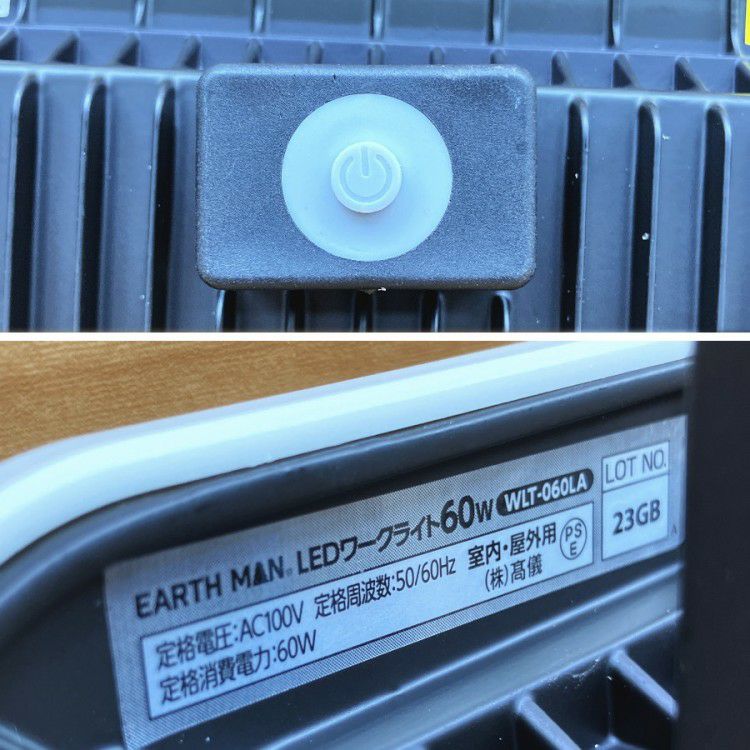 EARTH MAN® LEDワークライト60W WLT-060LA
定格電圧:AC100V 定格周波数:50/60Hz 室内・屋外用
定格消費電力:60W (株)髙儀
PS
E
LOT NO.
23GB
A